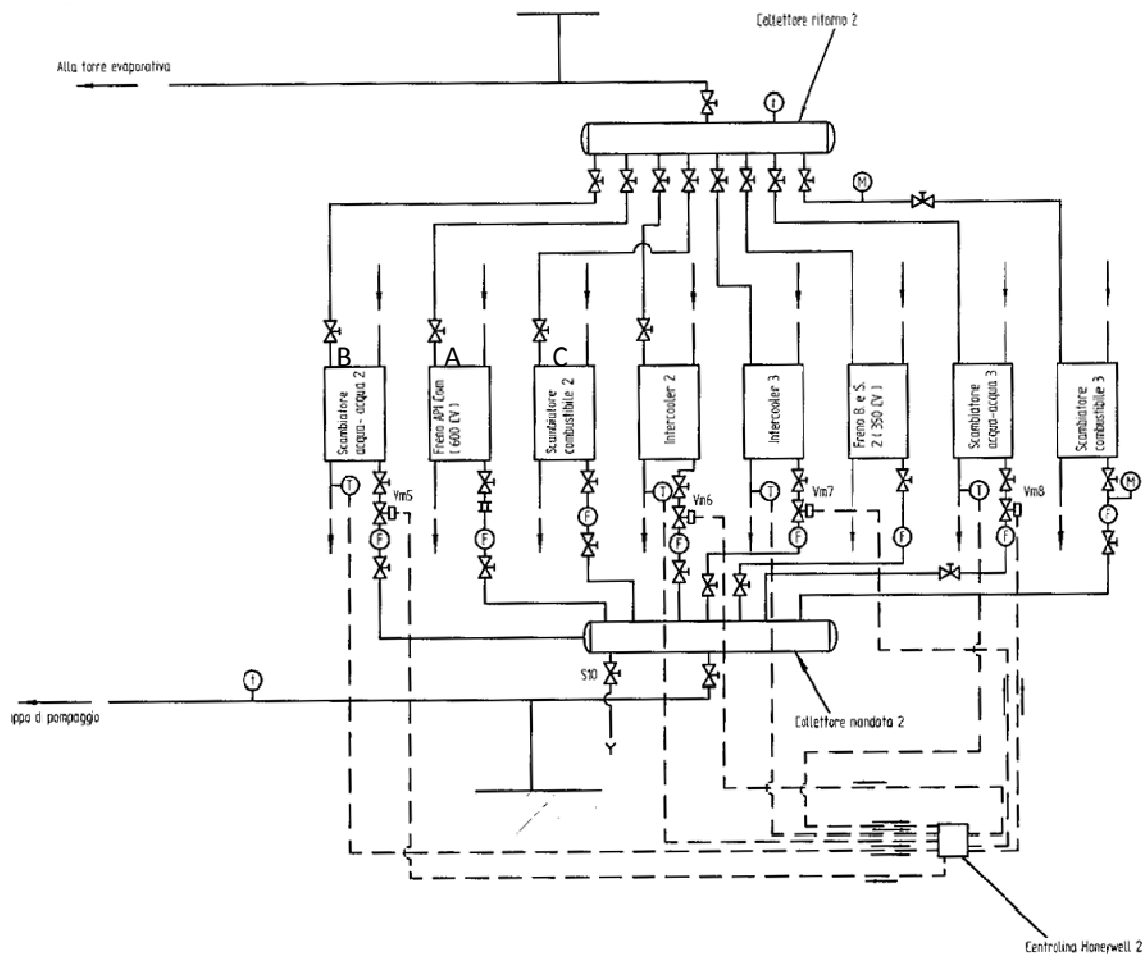 Collettore ritorno 2
Alla torre evaporativa
t
M
B
A
C
Scambiatore
acqua- acqua 2
Freno API Com
( 600 CV )
combustibile 2
Intercooler 2
Intercooler 3
Freno B. e S.
2 ( 350 CV )
Scambiatore
acqua-acqua 3
Scambiatore
combustibile 3
T
Vm5
T
Vm6
T
Vm7
T
Vm8
M
F
F
F
F
F
F
F
F
S10
t
di pompaggio
Y
Collettore mandata 2
Centralina Honeywell 2